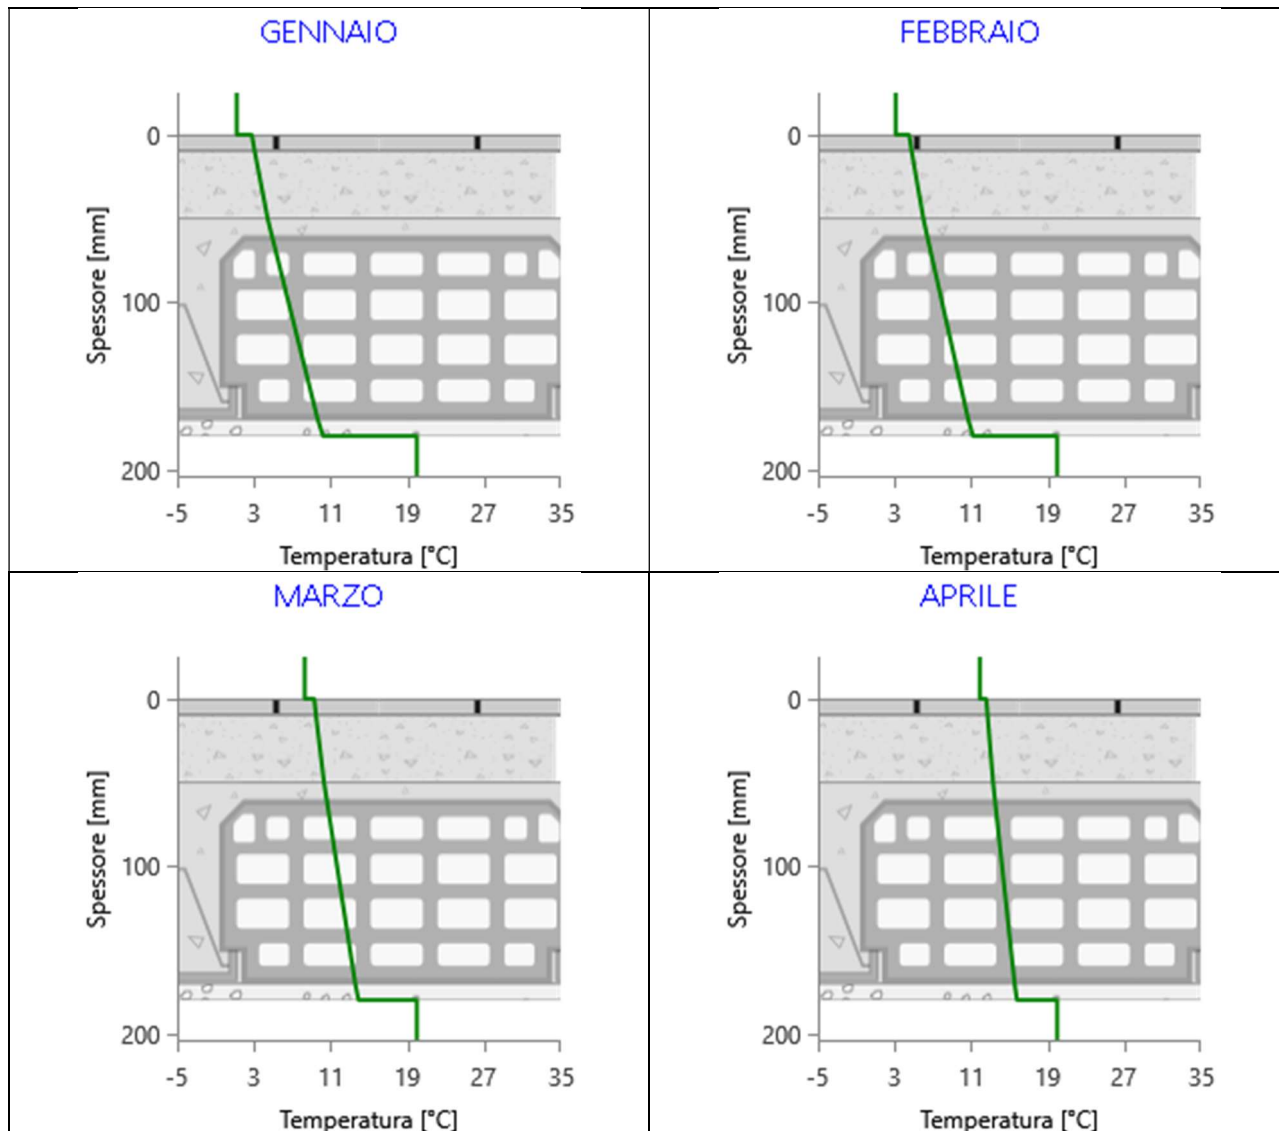 GENNAIO
Spessore [mm]
0
100
200
-5 3 11 19 27 35
Temperatura [°C]
FEBBRAIO
Spessore [mm]
0
100
200
-5 3 11 19 27 35
Temperatura [°C]
MARZO
Spessore [mm]
0
100
200
-5 3 11 19 27 35
Temperatura [°C]
APRILE
Spessore [mm]
0
100
200
-5 3 11 19 27 35
Temperatura [°C]